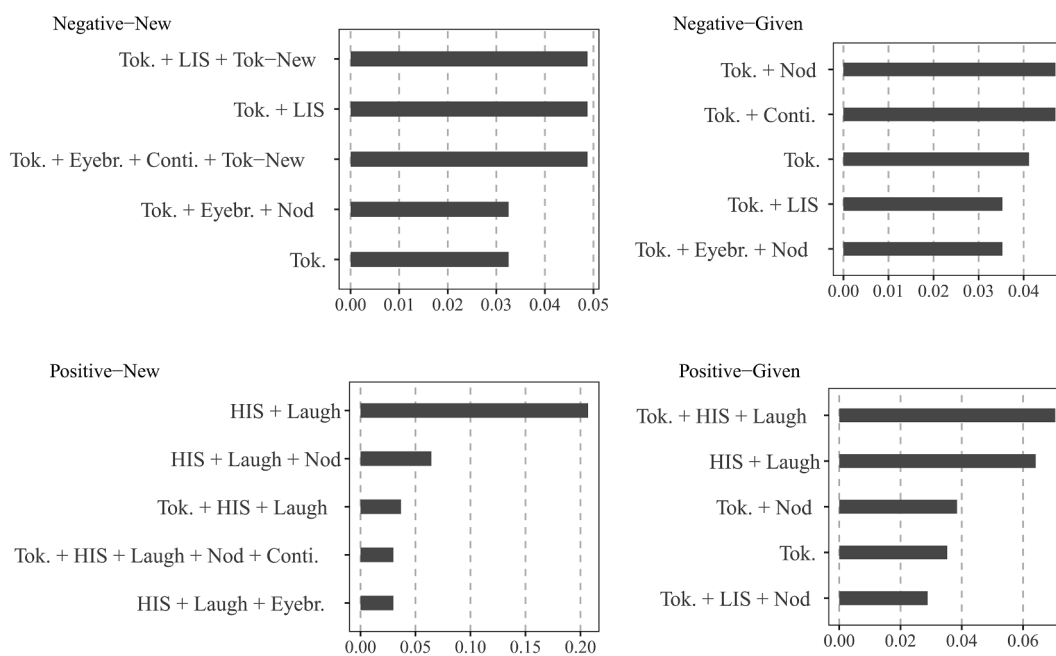 Negative−New
Tok. + LIS + Tok−New
Tok. + LIS
Tok. + Eyebr. + Conti. + Tok−New
Tok. + Eyebr. + Nod
Tok.
0.00 0.01 0.02 0.03 0.04 0.05
Negative−Given
Tok. + Nod
Tok. + Conti.
Tok.
Tok. + LIS
Tok. + Eyebr. + Nod
0.00 0.01 0.02 0.03 0.04
Positive−New
HIS + Laugh
HIS + Laugh + Nod
Tok. + HIS + Laugh
Tok. + HIS + Laugh + Nod + Conti.
HIS + Laugh + Eyebr.
0.00 0.05 0.10 0.15 0.20
Positive−Given
Tok. + HIS + Laugh
HIS + Laugh
Tok. + Nod
Tok.
Tok. + LIS + Nod
0.00 0.02 0.04 0.06